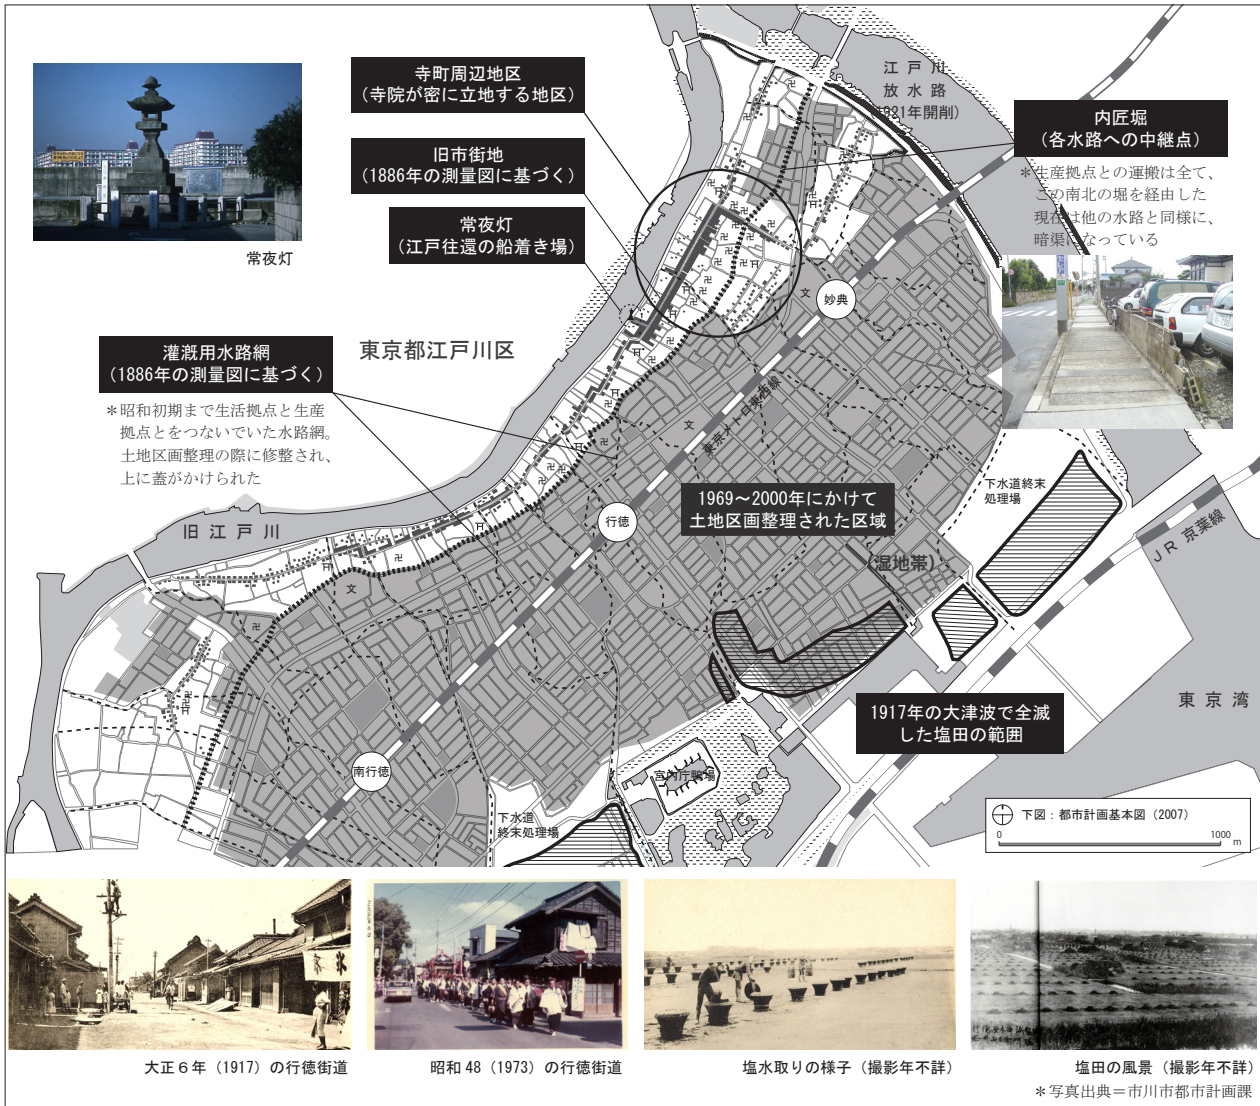 寺町周辺地区
(寺院が密に立地する地区)
江戸川
放水路
(1921年開削)
内匠堀
(各水路への中継点)
旧市街地
(1886年の測量図に基づく)
*生産拠点との運搬は全て、
この南北の堀を経由した
現在は他の水路と同様に、
暗渠になっている
常夜灯
(江戸往還の船着き場)
常夜灯
文
妙典
東京都江戸川区
灌漑用水路網
(1886年の測量図に基づく)
東京メトロ東西線
*昭和初期まで生活拠点と生産
拠点とをつないでいた水路網。
土地区画整理の際に修整され、
上に蓋がかけられた
文
1969～2000年にかけて
土地区画整理された区域
下水道終末
処理場
行徳
旧江戸川
JR京葉線
(湿地帯)
文
東京湾
1917年の大津波で全滅
した塩田の範囲
南行徳
宮内庁鴨場
下水道
終末処理場
下図：都市計画基本図（2007）
0 1000
m
大正６年（1917）の行徳街道
昭和 48（1973）の行徳街道
塩水取りの様子（撮影年不詳）
塩田の風景（撮影年不詳）
*写真出典＝市川市都市計画課